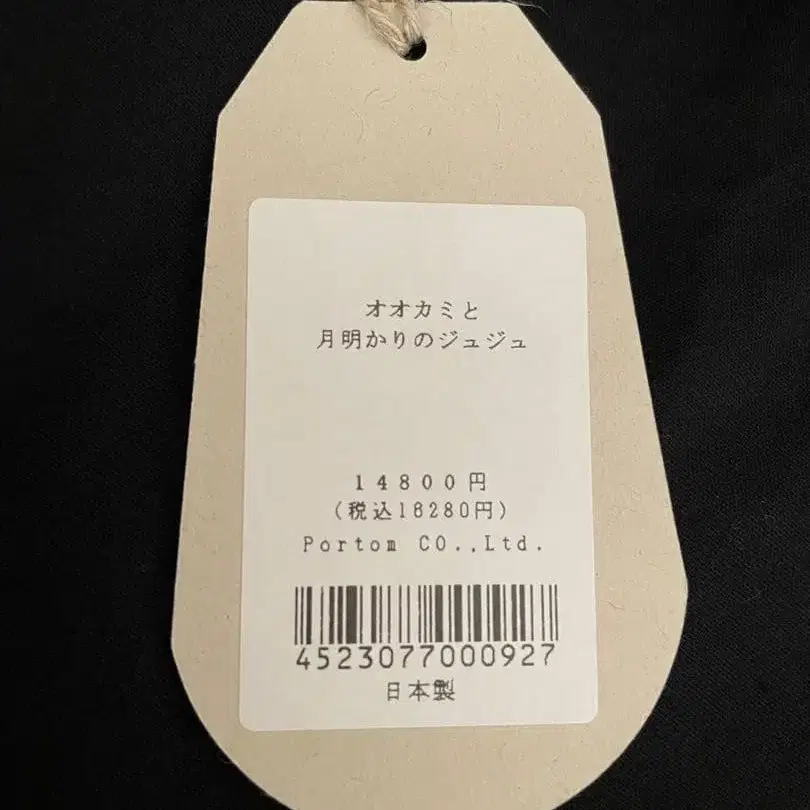 オオカミと
月明かりのジュジュ
14800円
(税込16280円)
Portom CO.,Ltd.
4523077000927
日本製